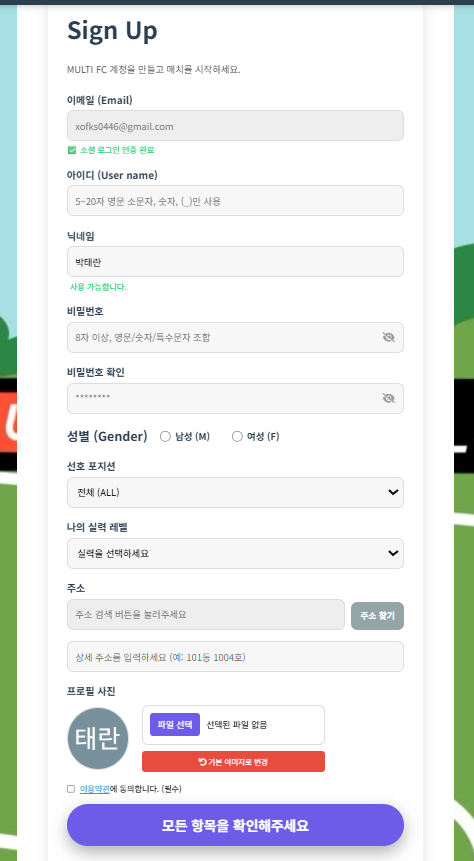 Sign Up
MULTI FC 계정을 만들고 매치를 시작하세요.
이메일 (Email)
xofks0446@gmail.com
소셜 로그인 인증 완료
아이디 (User name)
5~20자 영문 소문자, 숫자, (_)만 사용
닉네임
박태란
사용 가능합니다.
비밀번호
8자 이상, 영문/숫자/특수문자 조합
비밀번호 확인
********
성별 (Gender) 남성 (M) 여성 (F)
선호 포지션
전체 (ALL)
나의 실력 레벨
실력을 선택하세요
주소
주소 검색 버튼을 눌러주세요 주소 찾기
상세 주소를 입력하세요 (예: 101동 1004호)
프로필 사진
태란
파일 선택 선택된 파일 없음
기본 이미지로 변경
이용약관에 동의합니다. (필수)
모든 항목을 확인해주세요